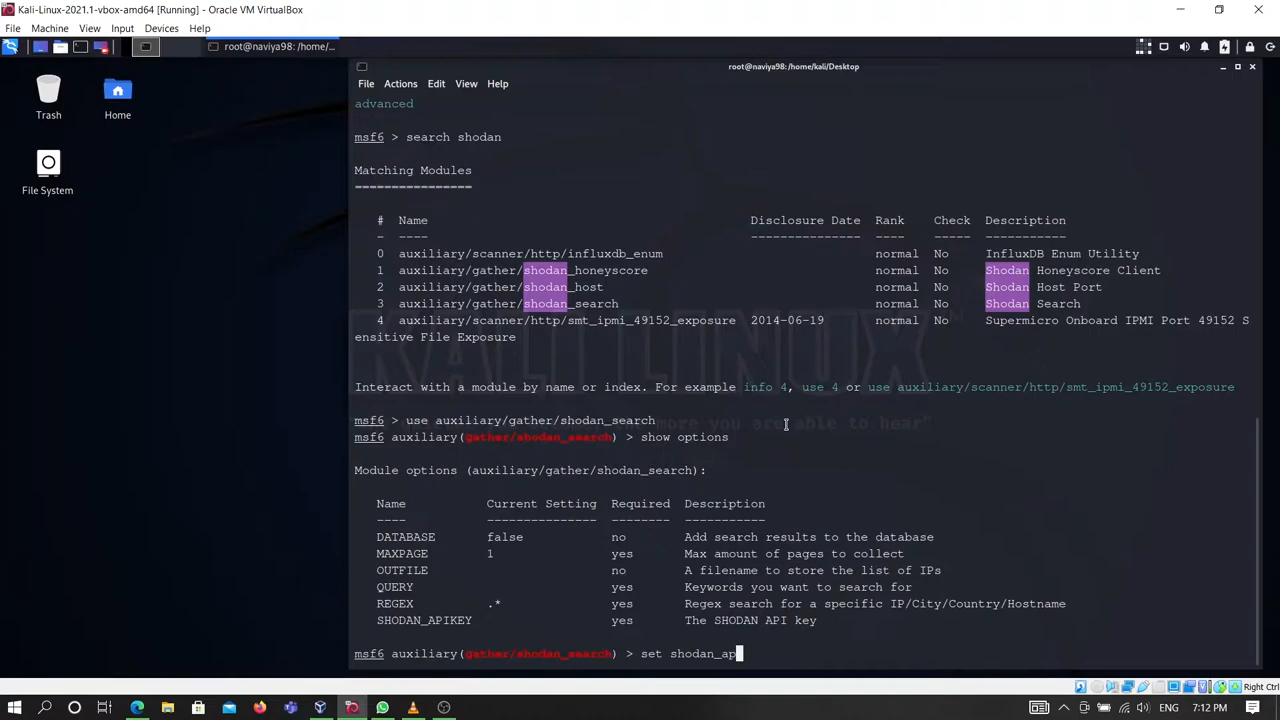 Kali-Linux-2021.1-vbox-amd64 [Running] - Oracle VM VirtualBox
File Machine View Input Devices Help
root@naviya98: /home/...
root@naviya98: /home/kali/Desktop
File Actions Edit View Help
Trash
Home
File System
advanced
msf6 > search shodan
Matching Modules
================
# Name Disclosure Date Rank Check Description
- ---- --------------- ---- ----- -----------
0 auxiliary/scanner/http/influxdb_enum normal No InfluxDB Enum Utility
1 auxiliary/gather/shodan_honeyscore normal No Shodan Honeyscore Client
2 auxiliary/gather/shodan_host normal No Shodan Host Port
3 auxiliary/gather/shodan_search normal No Shodan Search
4 auxiliary/scanner/http/smt_ipmi_49152_exposure 2014-06-19 normal No Supermicro Onboard IPMI Port 49152 S
ensitive File Exposure
KALI LINUX
Interact with a module by name or index. For example info 4, use 4 or use auxiliary/scanner/http/smt_ipmi_49152_exposure
msf6 > use auxiliary/gather/shodan_search
more you are able to hear"
msf6 auxiliary(gather/shodan_search) > show options
Module options (auxiliary/gather/shodan_search):
Name Current Setting Required Description
---- --------------- -------- -----------
DATABASE false no Add search results to the database
MAXPAGE 1 yes Max amount of pages to collect
OUTFILE no A filename to store the list of IPs
QUERY yes Keywords you want to search for
REGEX .* yes Regex search for a specific IP/City/Country/Hostname
SHODAN_APIKEY yes The SHODAN API key
msf6 auxiliary(gather/shodan_search) > set shodan_ap
Right Ctrl
ENG
7:12 PM